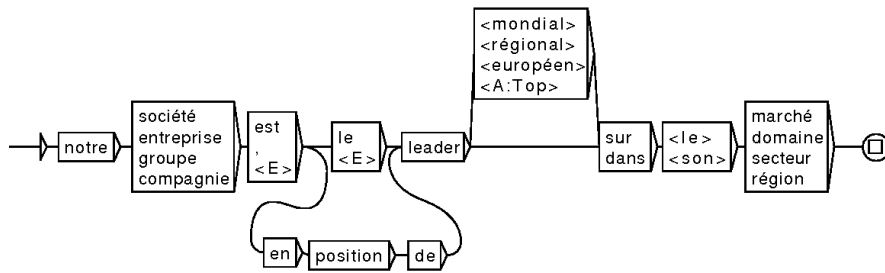 <mondial>
<régional>
<européen>
<A:Top>
notre
société
entreprise
groupe
compagnie
est
,
<E>
le
<E>
leader
sur
dans
<le>
<son>
marché
domaine
secteur
région
en
position
de